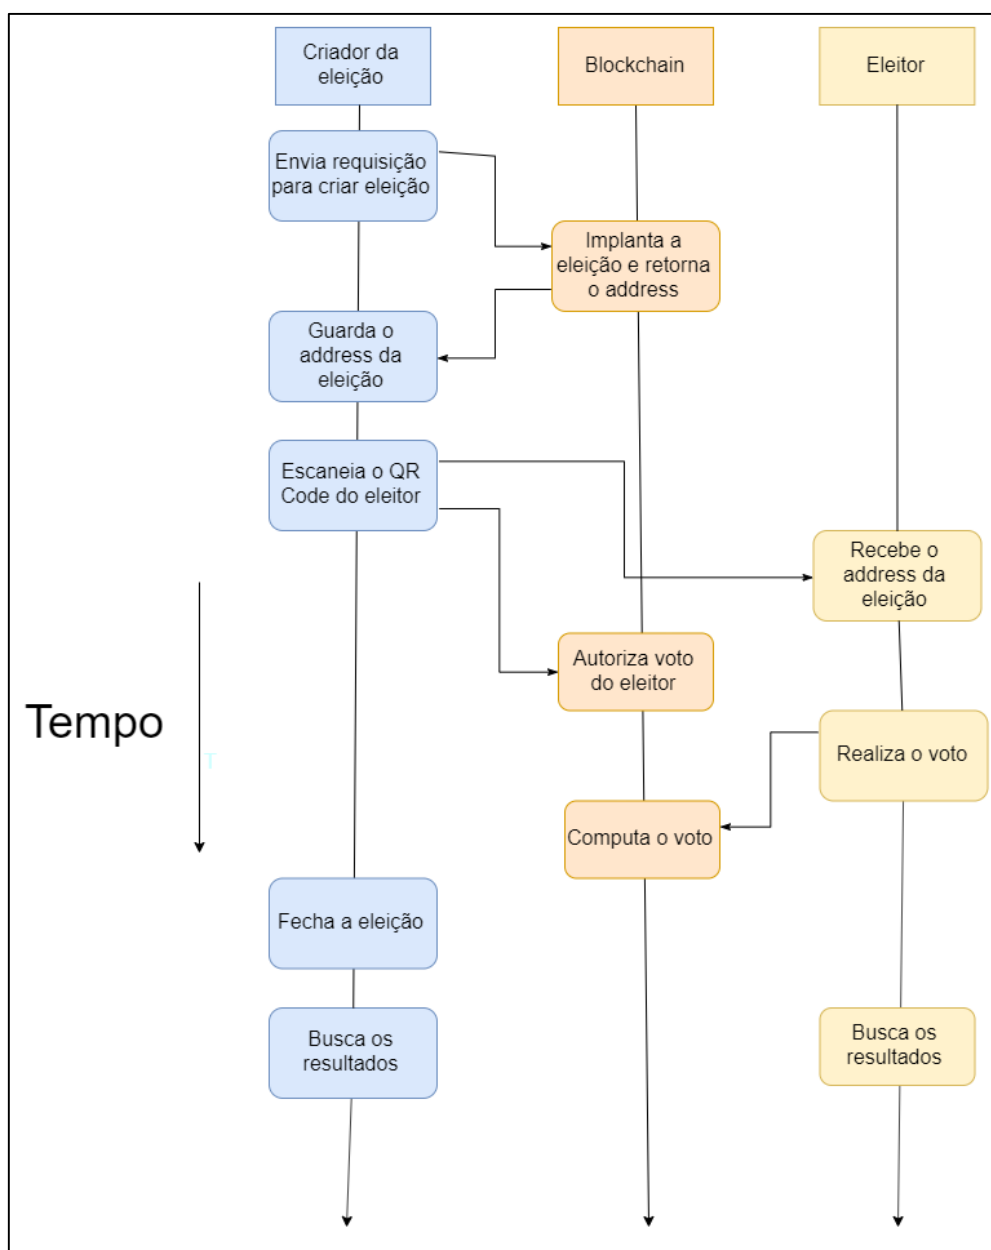 Criador da
eleição
Blockchain
Eleitor
Envia requisição
para criar eleição
Implanta a
eleição e retorna
o address
Guarda o
address da
eleição
Escaneia o QR
Code do eleitor
Recebe o
address da
eleição
Autoriza voto
do eleitor
Tempo
T
Realiza o voto
Computa o voto
Fecha a eleição
Busca os
resultados
Busca os
resultados